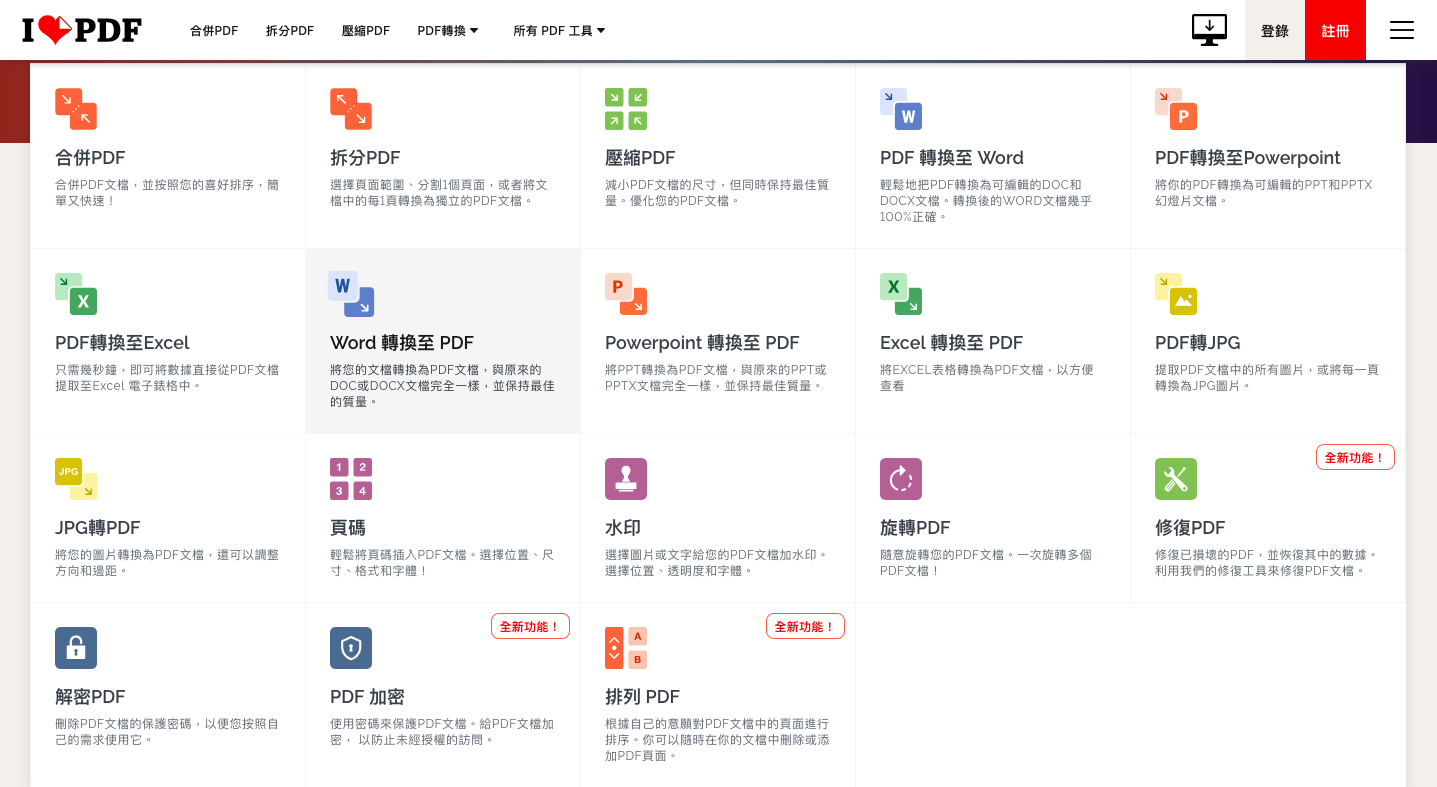 I PDF
合併PDF
拆分PDF
壓縮PDF
PDF轉換
所有 PDF 工具
登錄
註冊
合併PDF
合併PDF文檔，並按照您的喜好排序，簡
單又快速！
拆分PDF
選擇頁面範圍、分割1個頁面，或者將文
檔中的每1頁轉換為獨立的PDF文檔。
壓縮PDF
減小PDF文檔的尺寸，但同時保持最佳質
量。優化您的PDF文檔。
W
PDF 轉換至 Word
輕鬆地把PDF轉換為可編輯的DOC和
DOCX文檔。轉換後的WORD文檔幾乎
100%正確。
P
PDF轉換至Powerpoint
將你的PDF轉換為可編輯的PPT和PPTX
幻燈片文檔。
X
PDF轉換至Excel
只需幾秒鐘，即可將數據直接從PDF文檔
提取至Excel 電子錶格中。
W
Word 轉換至 PDF
將您的文檔轉換為PDF文檔，與原來的
DOC或DOCX文檔完全一樣，並保持最佳
的質量。
P
Powerpoint 轉換至 PDF
將PPT轉換為PDF文檔，與原來的PPT或
PPTX文檔完全一樣，並保持最佳質量。
X
Excel 轉換至 PDF
將EXCEL表格轉換為PDF文檔，以方便
查看
PDF轉JPG
提取PDF文檔中的所有圖片，或將每一頁
轉換為JPG圖片。
JPG
JPG轉PDF
將您的圖片轉換為PDF文檔，還可以調整
方向和邊距。
1 2
3 4
頁碼
輕鬆將頁碼插入PDF文檔。選擇位置、尺
寸、格式和字體！
水印
選擇圖片或文字給您的PDF文檔加水印。
選擇位置、透明度和字體。
旋轉PDF
隨意旋轉您的PDF文檔。一次旋轉多個
PDF文檔！
全新功能！
修復PDF
修復已損壞的PDF，並恢復其中的數據。
利用我們的修復工具來修復PDF文檔。
解密PDF
刪除PDF文檔的保護密碼，以便您按照自
己的需求使用它。
全新功能！
PDF 加密
使用密碼來保護PDF文檔。給PDF文檔加
密， 以防止未經授權的訪問。
全新功能！
A
B
排列 PDF
根據自己的意願對PDF文檔中的頁面進行
排序。你可以隨時在你的文檔中刪除或添
加PDF頁面。